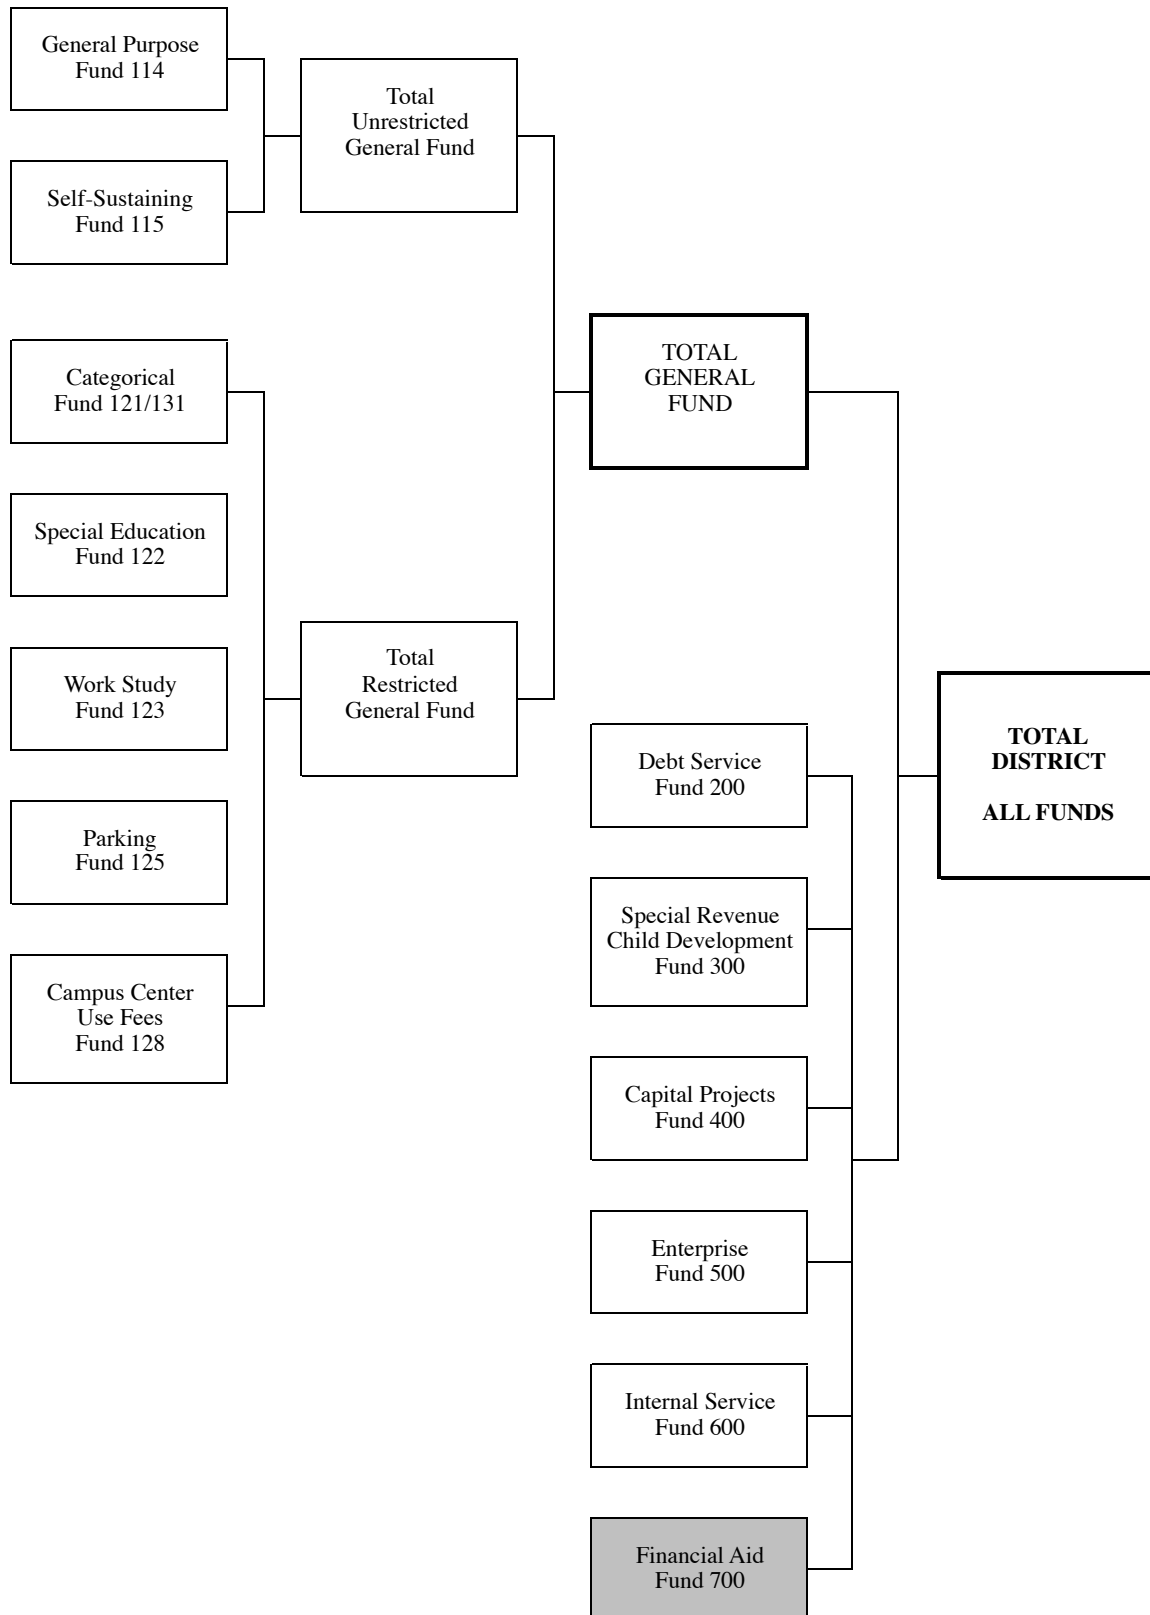 General Purpose
Fund 114
Self-Sustaining
Fund 115
Categorical
Fund 121/131
Special Education
Fund 122
Work Study
Fund 123
Parking
Fund 125
Campus Center
Use Fees
Fund 128
Total
Unrestricted
General Fund
Total
Restricted
General Fund
TOTAL
GENERAL
FUND
Debt Service
Fund 200
Special Revenue
Child Development
Fund 300
Capital Projects
Fund 400
Enterprise
Fund 500
Internal Service
Fund 600
Financial Aid
Fund 700
TOTAL
DISTRICT
ALL FUNDS